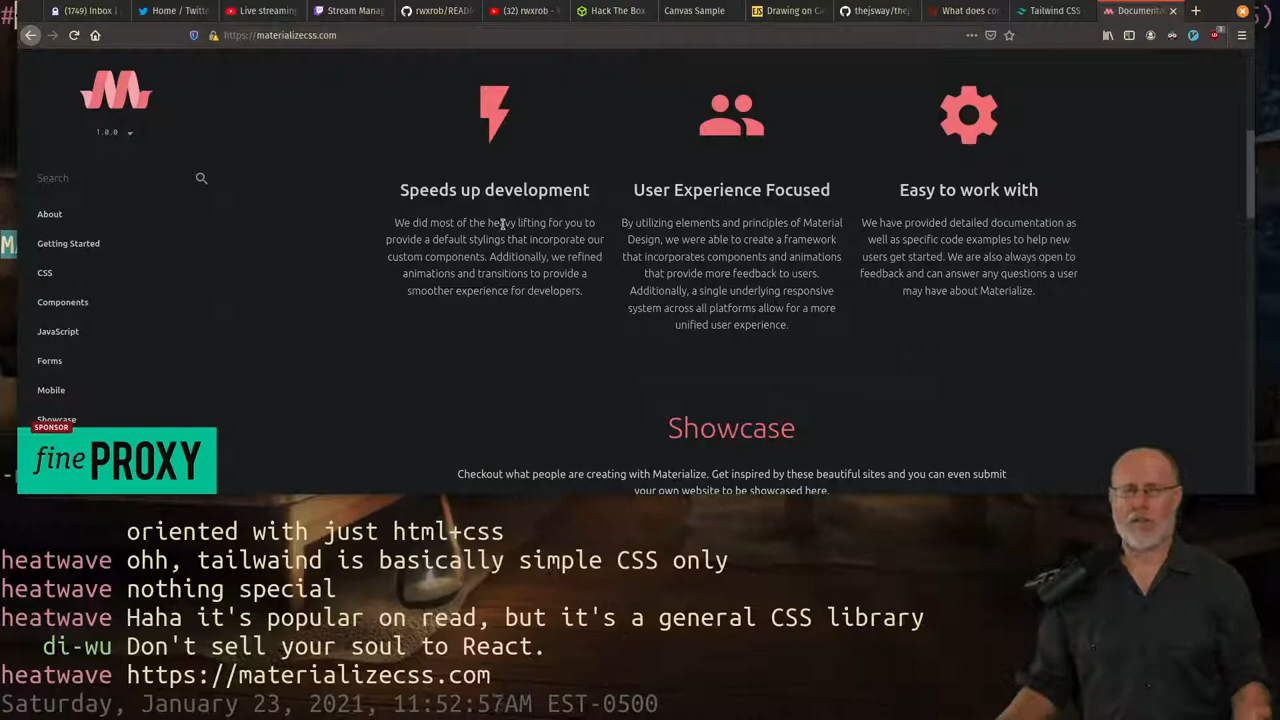 (1749) Inbox |
Home / Twitte
Live streaming
Stream Manag
rwxrob/READ
(32) rwxrob -
Hack The Box
Canvas Sample
Drawing on Ca
thejsway/thej
What does cor
Tailwind CSS
Documenta
https://materializecss.com
1.0.0
Search
About
Getting Started
CSS
Components
JavaScript
Forms
Mobile
Showcase
SPONSOR
fine PROXY
Speeds up development
We did most of the heavy lifting for you to
provide a default stylings that incorporate our
custom components. Additionally, we refined
animations and transitions to provide a
smoother experience for developers.
User Experience Focused
By utilizing elements and principles of Material
Design, we were able to create a framework
that incorporates components and animations
that provide more feedback to users.
Additionally, a single underlying responsive
system across all platforms allow for a more
unified user experience.
Easy to work with
We have provided detailed documentation as
well as specific code examples to help new
users get started. We are also always open to
feedback and can answer any questions a user
may have about Materialize.
Showcase
Checkout what people are creating with Materialize. Get inspired by these beautiful sites and you can even submit
your own website to be showcased here.
oriented with just html+css
heatwave ohh, tailwaind is basically simple CSS only
heatwave nothing special
heatwave Haha it's popular on read, but it's a general CSS library
di-wu Don't sell your soul to React.
heatwave https://materializecss.com
Saturday, January 23, 2021, 11:52:57AM EST-0500